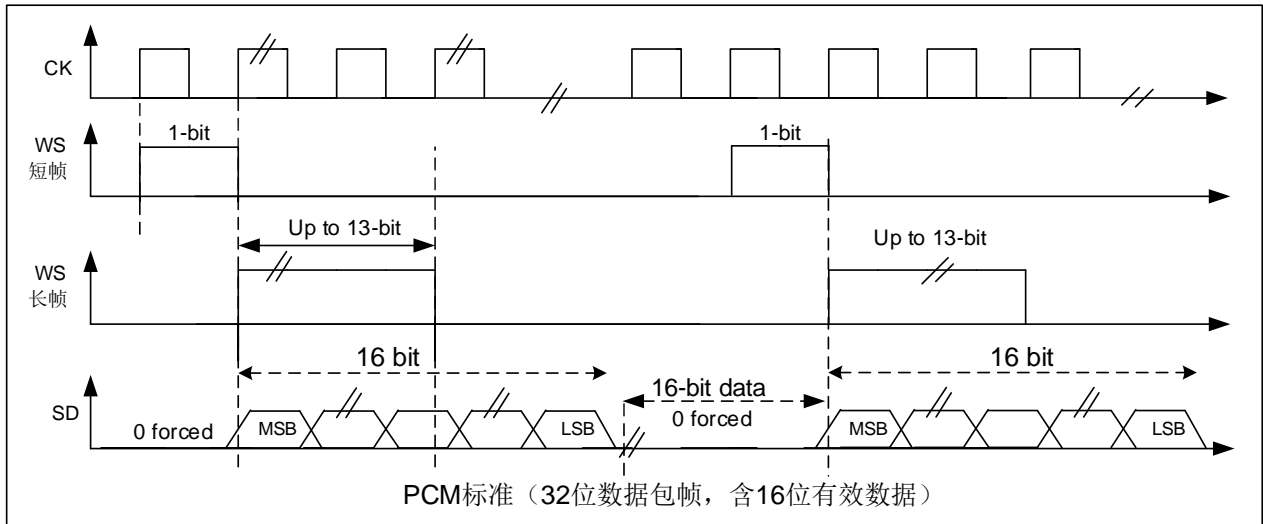 CK
WS
短帧
1-bit
1-bit
WS
长帧
Up to 13-bit
Up to 13-bit
SD
16 bit
16-bit data
16 bit
0 forced
MSB
LSB
0 forced
MSB
LSB
PCM标准（32位数据包帧，含16位有效数据）